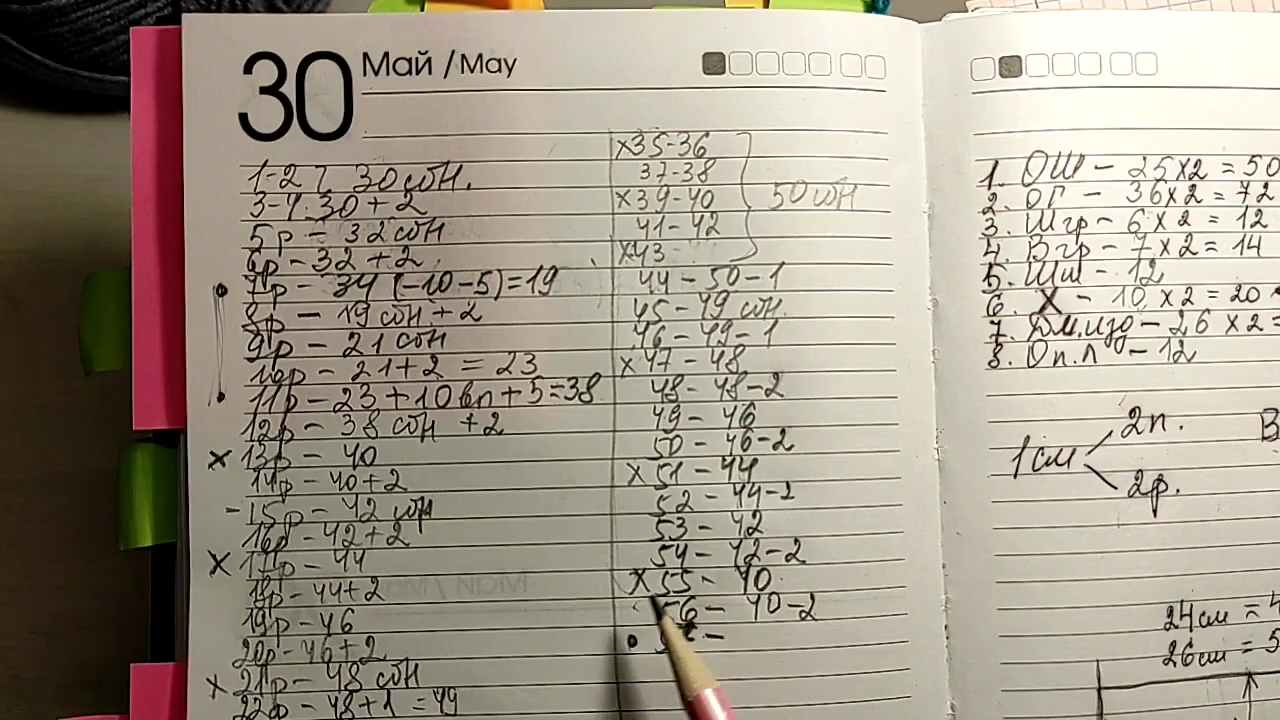 30 Май / May
1-2 р 30 сбн.
3-4. 30 + 2
5р - 32 сбн
6р - 32 + 2.
7р - 34 (-10-5)=19
8р - 19 сбн + 2
9р - 21 сбн
10р - 21+2 = 23
11р - 23 + 10 вп + 5=38
12р - 38 сбн +2
х 13р - 40
14р - 40+2
- 15р - 42 сбн
16р - 42+2
х 17р - 44
18р - 44+2
19р - 46
20р - 46+2
х 21р - 48 сбн
22р - 48+1 = 49
х35-36
37-38
х39-40
41-42
х43
50 сбн
44 - 50 - 1
45 - 49 сбн.
46 - 49 - 1
х 47 - 48
48 - 48 - 2
49 - 46
50 - 46-2
х 51 - 44
52 - 44-2
53 - 42
54 - 42-2
х 55 - 40.
56 - 40-2
1. ОШ - 25×2 = 50
2. ОГ - 36×2 = 72
3. Шгр - 6×2 = 12
4. Вгр - 7×2 = 14
5. Шп - 12
6. Х - 10 ×2 = 20
7. Дл.изд - 26 ×2 =
8. Оп.п - 12
1 см
2п.
2р.
В
24см = 4
26см = 5